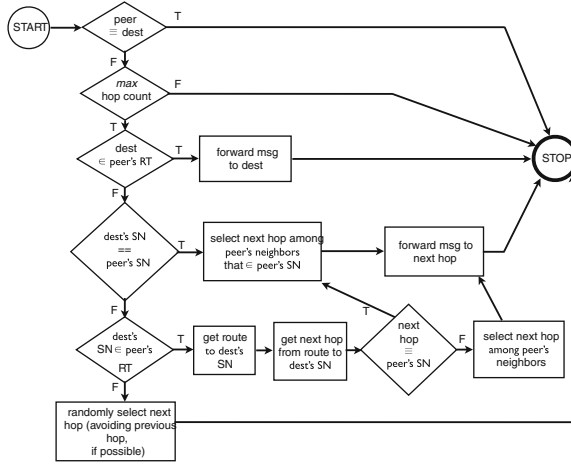 START
peer
≡ dest
T
F
max
hop count
F
T
dest
∈ peer's RT
T
forward msg
to dest
STOP
F
dest's SN
==
peer's SN
T
select next hop among
peer's neighbors
that ∈ peer's SN
forward msg to
next hop
F
dest's
SN ∈ peer's
RT
T
get route
to dest's
SN
get next hop
from route to
dest's SN
T
next
hop
≡
peer's SN
F
select next hop
among peer's
neighbors
F
randomly select next
hop (avoiding previous
hop,
if possible)